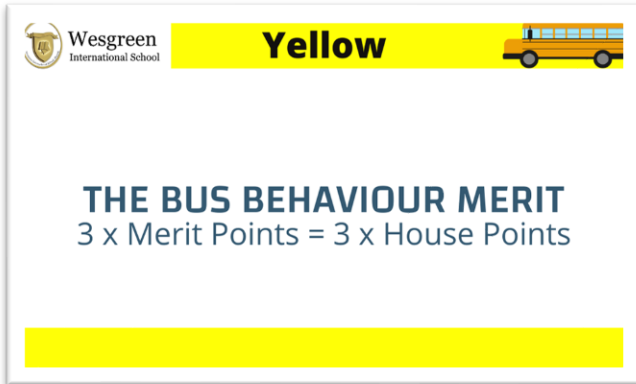 Wesgreen
International School
Yellow
THE BUS BEHAVIOUR MERIT
3 x Merit Points = 3 x House Points